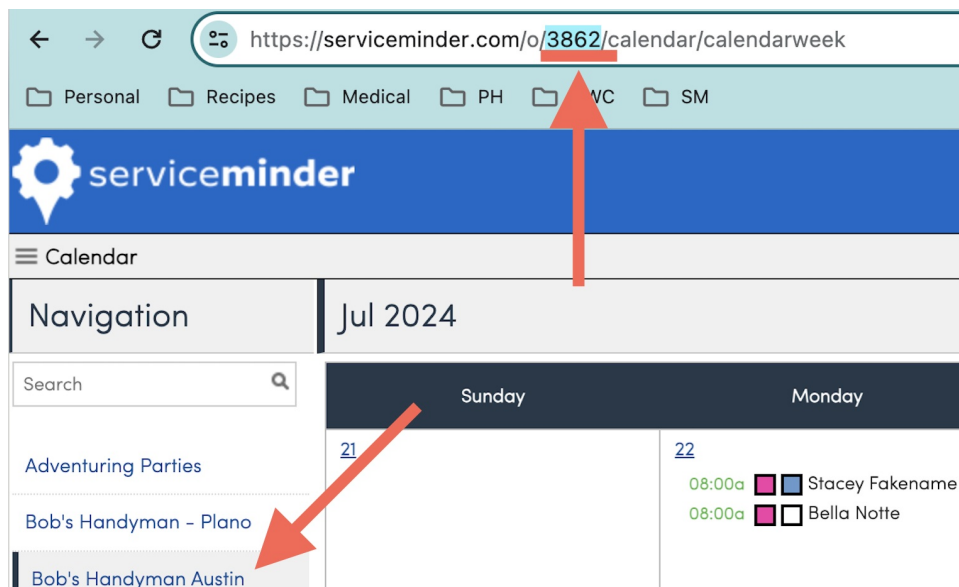 https://serviceminder.com/o/3862/calendar/calendarweek
Personal Recipes Medical PH WC SM
serviceminder
Calendar
Navigation
Jul 2024
Search
Sunday Monday
Adventuring Parties
Bob's Handyman - Plano
Bob's Handyman Austin
21 22
08:00a Stacey Fakename
08:00a Bella Notte